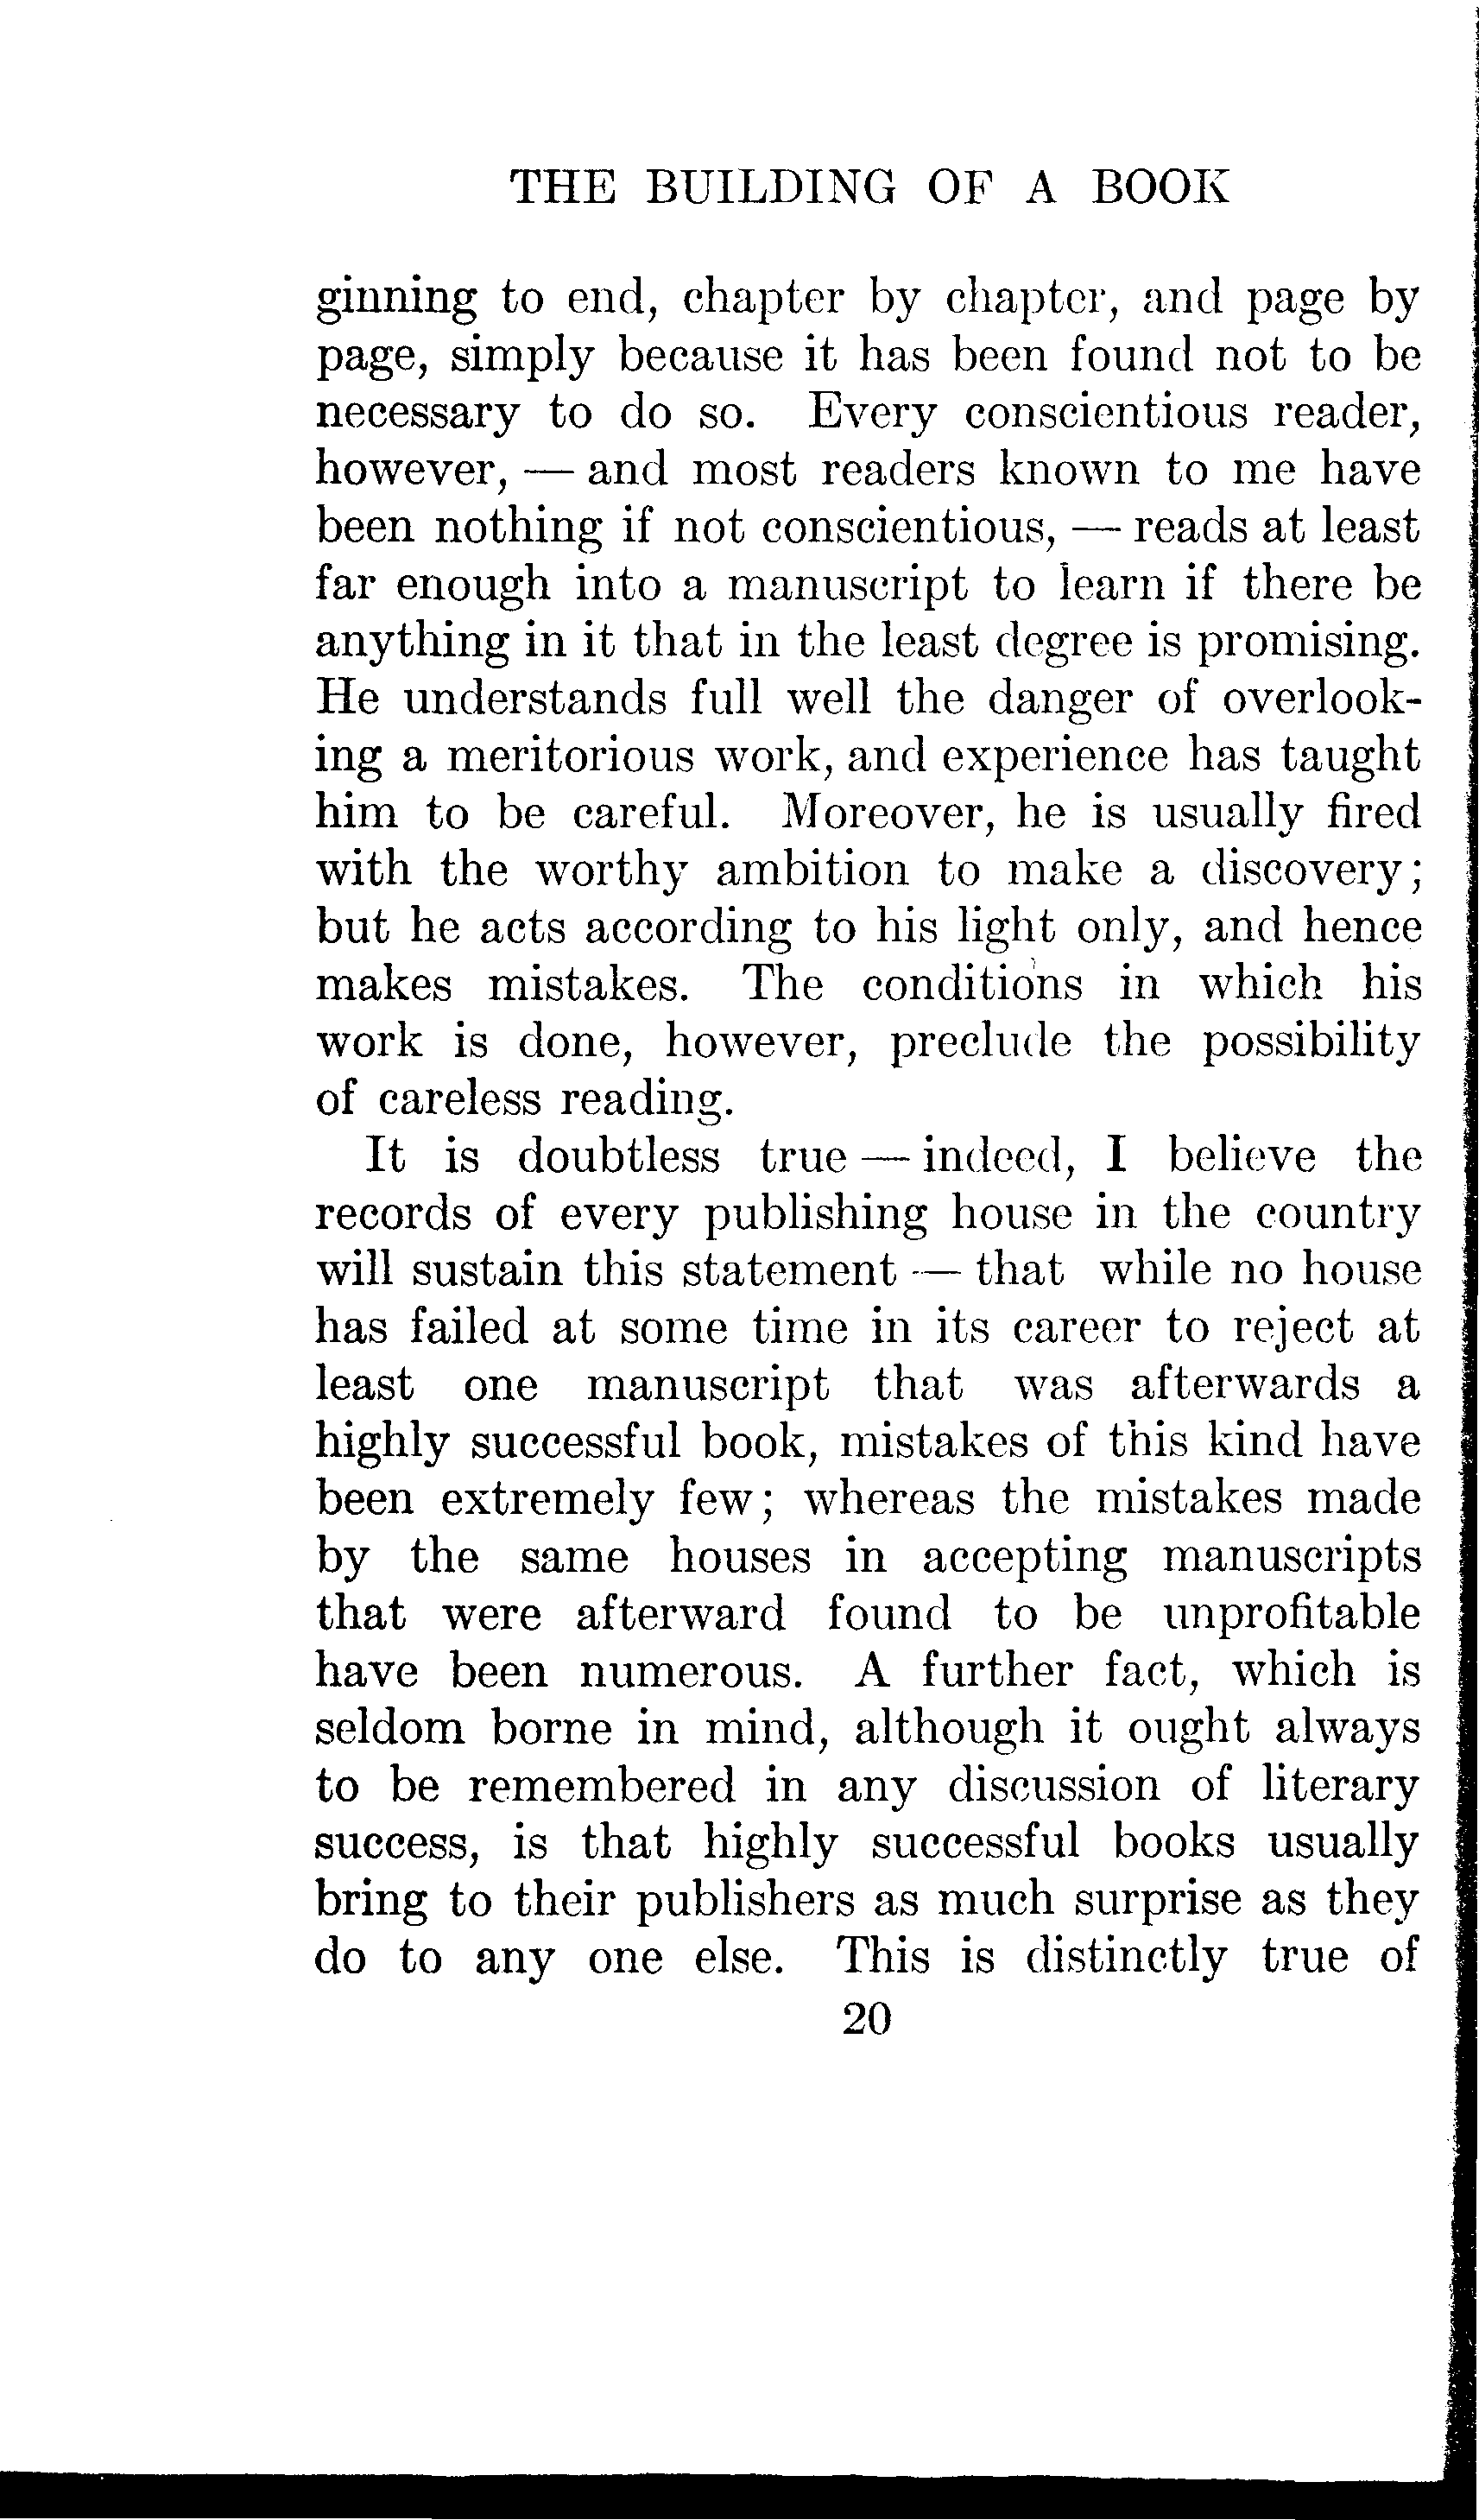 THE BUILDING OF A BOOK
ginning to end, chapter by chapter, and page by
page, simply because it has been found not to be
necessary to do so. Every conscientious reader,
however, — and most readers known to me have
been nothing if not conscientious, — reads at least
far enough into a manuscript to learn if there be
anything in it that in the least degree is promising.
He understands full well the danger of overlook-
ing a meritorious work, and experience has taught
him to be careful. Moreover, he is usually fired
with the worthy ambition to make a discovery;
but he acts according to his light only, and hence
makes mistakes. The conditions in which his
work is done, however, preclude the possibility
of careless reading.
It is doubtless true — indeed, I believe the
records of every publishing house in the country
will sustain this statement — that while no house
has failed at some time in its career to reject at
least one manuscript that was afterwards a
highly successful book, mistakes of this kind have
been extremely few; whereas the mistakes made
by the same houses in accepting manuscripts
that were afterward found to be unprofitable
have been numerous. A further fact, which is
seldom borne in mind, although it ought always
to be remembered in any discussion of literary
success, is that highly successful books usually
bring to their publishers as much surprise as they
do to any one else. This is distinctly true of
20